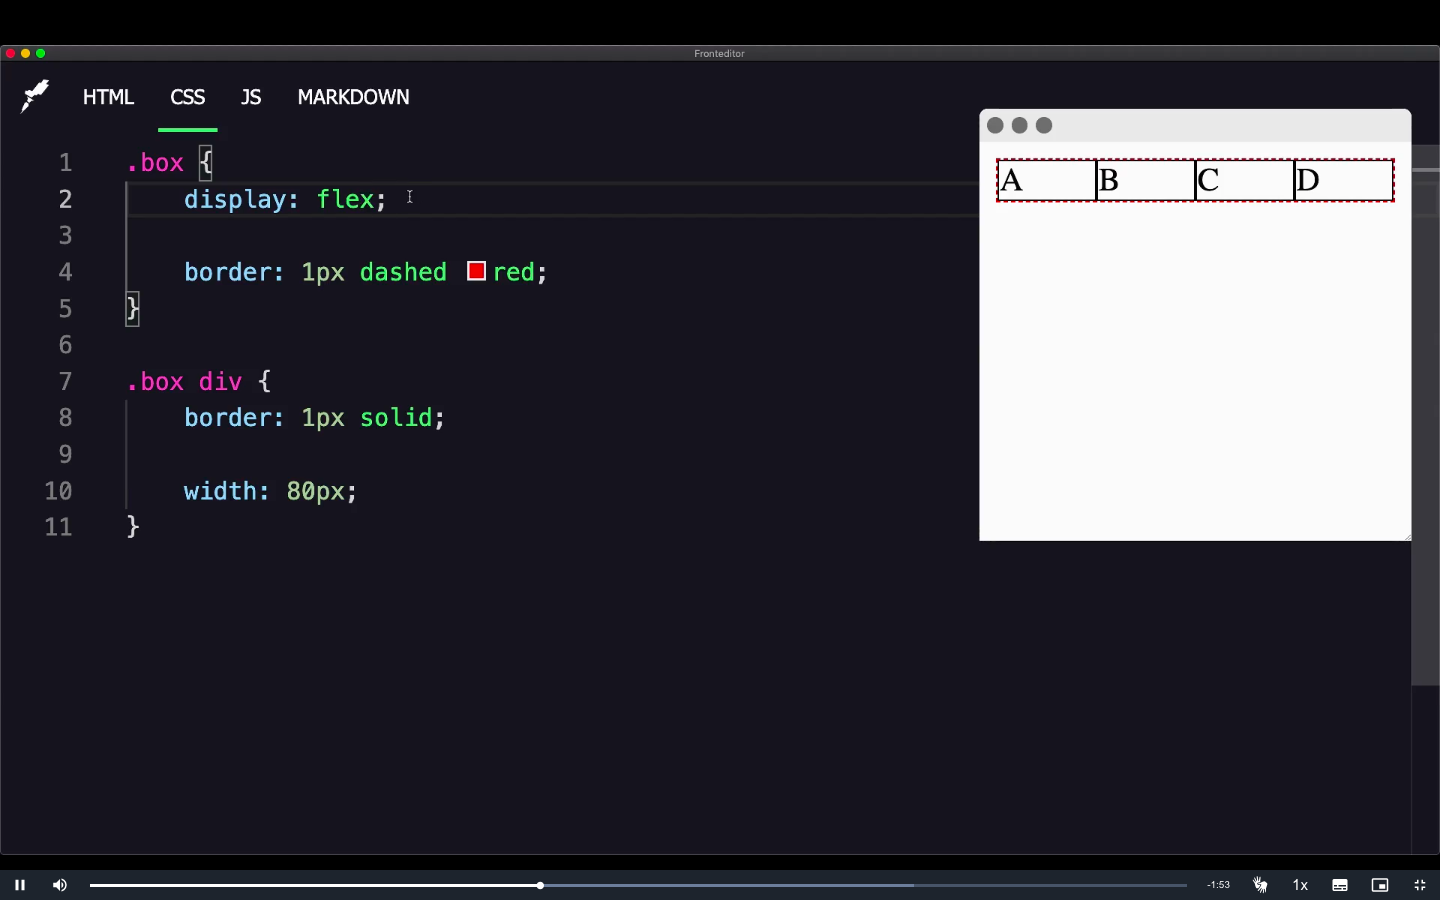 Fronteditor
HTML CSS JS MARKDOWN
1 .box {
2 display: flex;
3
4 border: 1px dashed red;
5 }
6
7 .box div {
8 border: 1px solid;
9
10 width: 80px;
11 }
A B C D
-1:53 1x